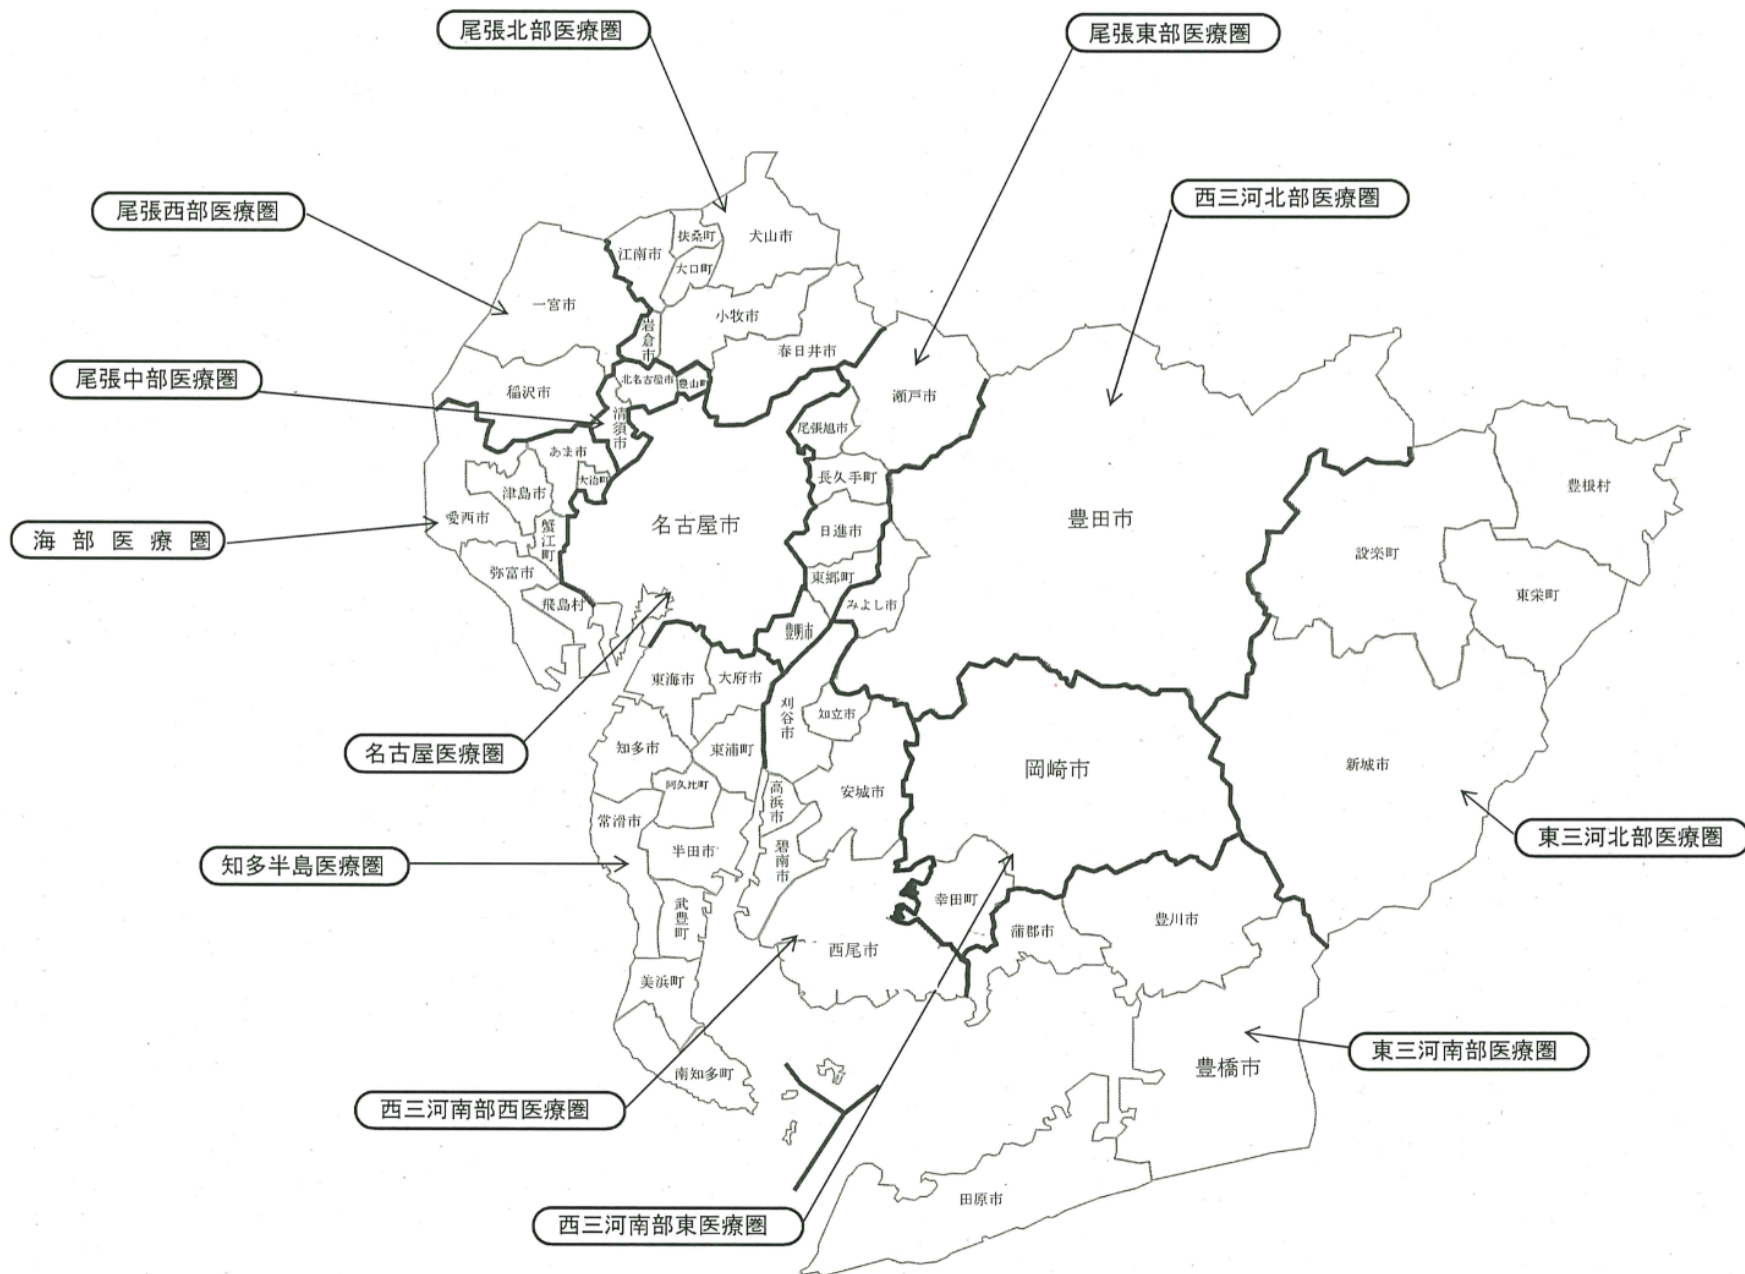 尾張北部医療圏
尾張東部医療圏
西三河北部医療圏
尾張西部医療圏
尾張中部医療圏
海部医療圏
名古屋医療圏
知多半島医療圏
西三河南部西医療圏
西三河南部東医療圏
東三河北部医療圏
東三河南部医療圏
犬山市
扶桑町
江南市
大口町
一宮市
小牧市
岩倉市
春日井市
北名古屋市
豊山町
稲沢市
清須市
瀬戸市
尾張旭市
あま市
大治町
長久手町
津島市
愛西市
蟹江町
名古屋市
日進市
豊田市
弥富市
飛島村
東郷町
みよし市
豊明市
設楽町
豊根村
東栄町
東海市
大府市
刈谷市
知立市
知多市
東浦町
阿久比町
高浜市
安城市
岡崎市
新城市
常滑市
半田市
碧南市
武豊町
西尾市
幸田町
蒲郡市
豊川市
美浜町
南知多町
豊橋市
田原市